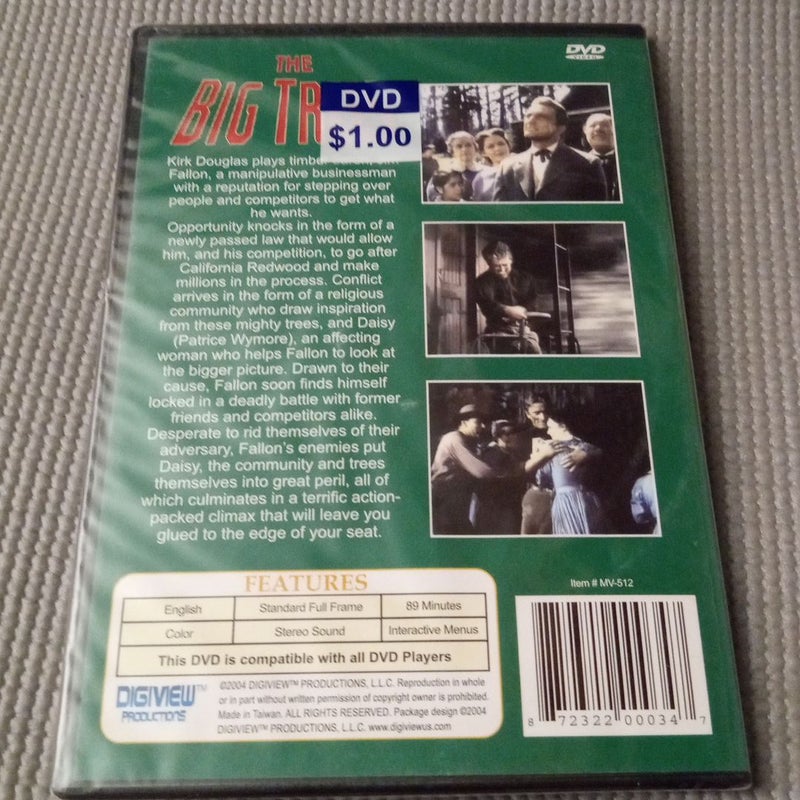 DVD
VIDEO
THE
BIG TR
DVD
$1.00
Kirk Douglas plays timber
Fallon, a manipulative businessman
with a reputation for stepping over
people and competitors to get what
he wants.
Opportunity knocks in the form of a
newly passed law that would allow
him, and his competition, to go after
California Redwood and make
millions in the process. Conflict
arrives in the form of a religious
community who draw inspiration
from these mighty trees, and Daisy
(Patrice Wymore), an affecting
woman who helps Fallon to look at
the bigger picture. Drawn to their
cause, Fallon soon finds himself
locked in a deadly battle with former
friends and competitors alike.
Desperate to rid themselves of their
adversary, Fallon's enemies put
Daisy, the community and trees
themselves into great peril, all of
which culminates in a terrific action-
packed climax that will leave you
glued to the edge of your seat.
FEATURES
English Standard Full Frame 89 Minutes
Color Stereo Sound Interactive Menus
This DVD is compatible with all DVD Players
DIGIVIEW™
PRODUCTIONS
©2004 DIGIVIEW™ PRODUCTIONS, L.L.C. Reproduction in whole
or in part without written permission of copyright owner is prohibited.
Made in Taiwan. ALL RIGHTS RESERVED. Package design ©2004
DIGIVIEW™ PRODUCTIONS, L.L.C. www.digiviewus.com
Item # MV-512
8 72322 00034 7